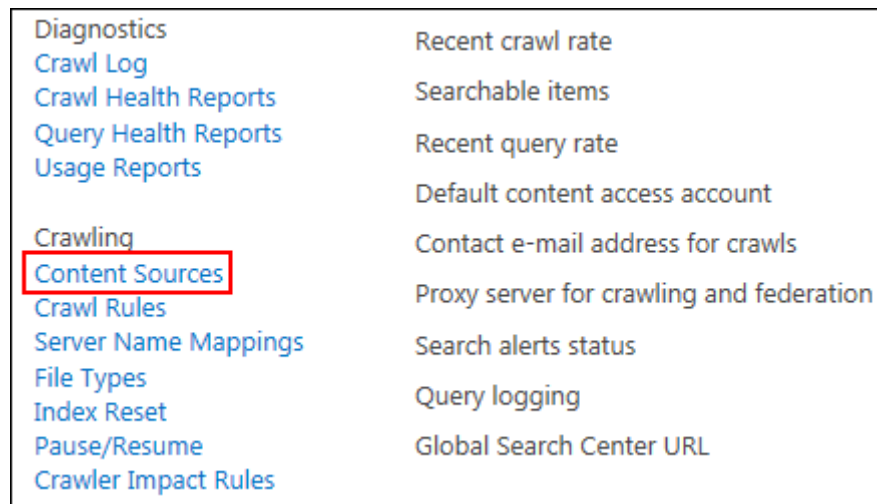 Diagnostics
Crawl Log
Crawl Health Reports
Query Health Reports
Usage Reports
Crawling
Content Sources
Crawl Rules
Server Name Mappings
File Types
Index Reset
Pause/Resume
Crawler Impact Rules
Recent crawl rate
Searchable items
Recent query rate
Default content access account
Contact e-mail address for crawls
Proxy server for crawling and federation
Search alerts status
Query logging
Global Search Center URL